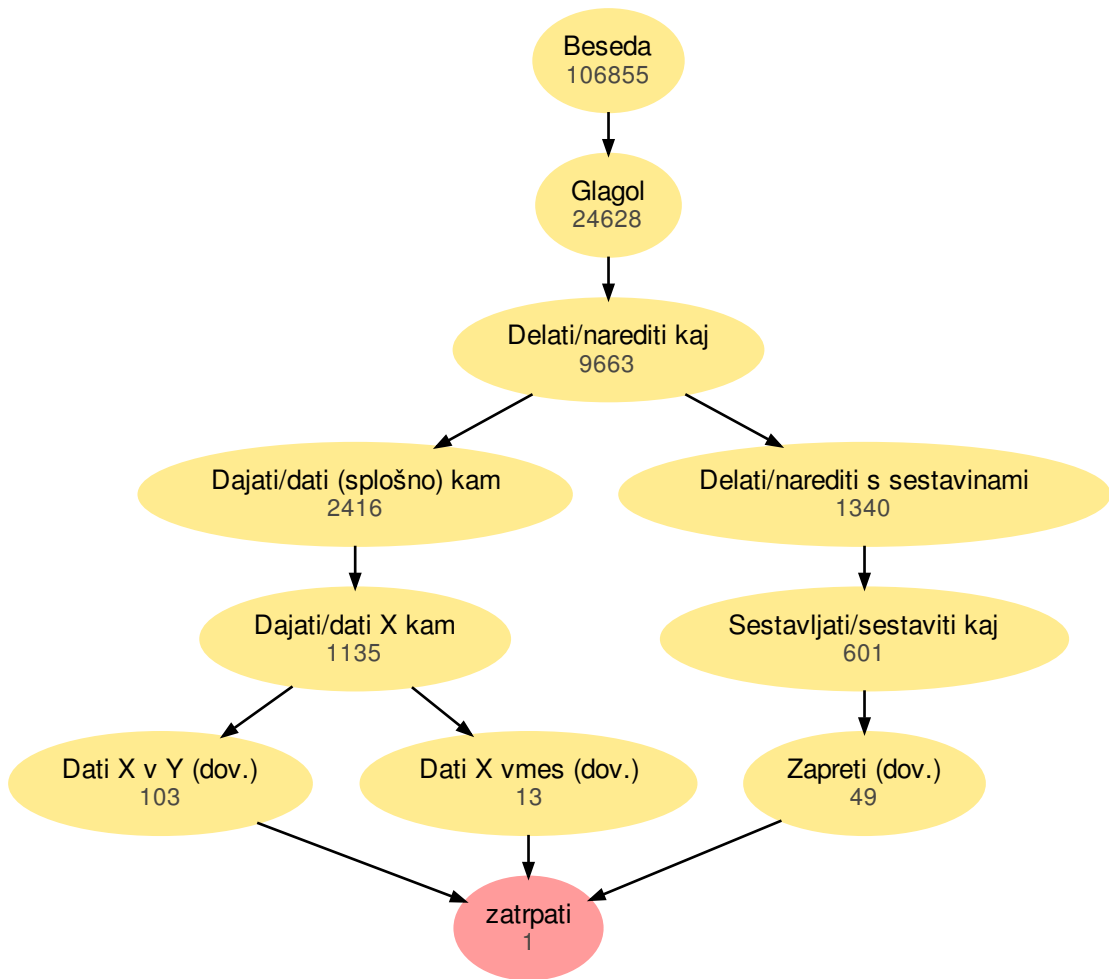 Beseda
106855
Glagol
24628
Delati/narediti kaj
9663
Dajati/dati (splošno) kam
2416
Delati/narediti s sestavinami
1340
Dajati/dati X kam
1135
Sestavljati/sestaviti kaj
601
Dati X v Y (dov.)
103
Dati X vmes (dov.)
13
Zapreti (dov.)
49
zatrpati
1